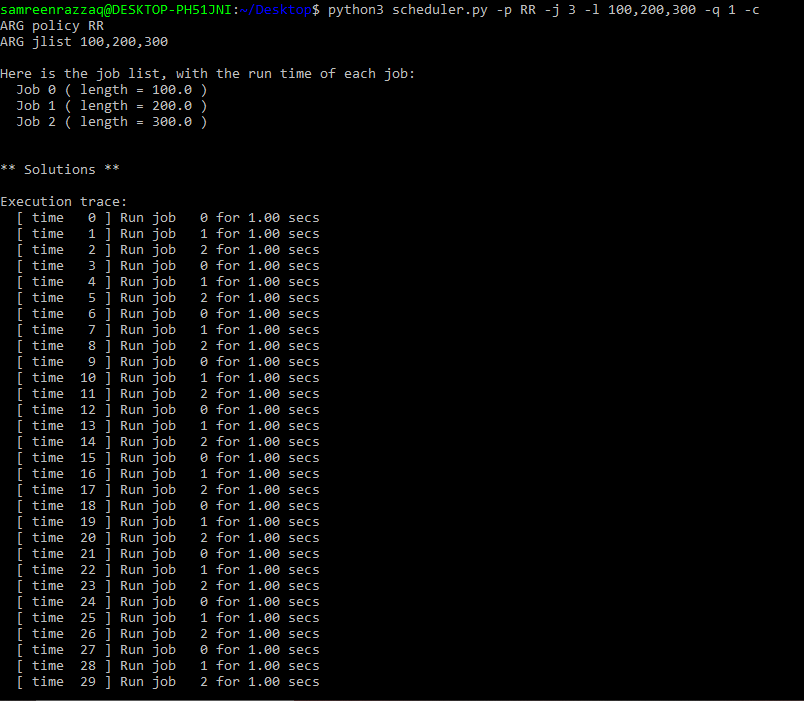 samreenrazzaq@DESKTOP-PH51JNI:~/Desktop$ python3 scheduler.py -p RR -j 3 -l 100,200,300 -q 1 -c
ARG policy RR
ARG jlist 100,200,300
Here is the job list, with the run time of each job:
  Job 0 ( length = 100.0 )
  Job 1 ( length = 200.0 )
  Job 2 ( length = 300.0 )
** Solutions **
Execution trace:
  [ time   0 ] Run job   0 for 1.00 secs
  [ time   1 ] Run job   1 for 1.00 secs
  [ time   2 ] Run job   2 for 1.00 secs
  [ time   3 ] Run job   0 for 1.00 secs
  [ time   4 ] Run job   1 for 1.00 secs
  [ time   5 ] Run job   2 for 1.00 secs
  [ time   6 ] Run job   0 for 1.00 secs
  [ time   7 ] Run job   1 for 1.00 secs
  [ time   8 ] Run job   2 for 1.00 secs
  [ time   9 ] Run job   0 for 1.00 secs
  [ time  10 ] Run job   1 for 1.00 secs
  [ time  11 ] Run job   2 for 1.00 secs
  [ time  12 ] Run job   0 for 1.00 secs
  [ time  13 ] Run job   1 for 1.00 secs
  [ time  14 ] Run job   2 for 1.00 secs
  [ time  15 ] Run job   0 for 1.00 secs
  [ time  16 ] Run job   1 for 1.00 secs
  [ time  17 ] Run job   2 for 1.00 secs
  [ time  18 ] Run job   0 for 1.00 secs
  [ time  19 ] Run job   1 for 1.00 secs
  [ time  20 ] Run job   2 for 1.00 secs
  [ time  21 ] Run job   0 for 1.00 secs
  [ time  22 ] Run job   1 for 1.00 secs
  [ time  23 ] Run job   2 for 1.00 secs
  [ time  24 ] Run job   0 for 1.00 secs
  [ time  25 ] Run job   1 for 1.00 secs
  [ time  26 ] Run job   2 for 1.00 secs
  [ time  27 ] Run job   0 for 1.00 secs
  [ time  28 ] Run job   1 for 1.00 secs
  [ time  29 ] Run job   2 for 1.00 secs